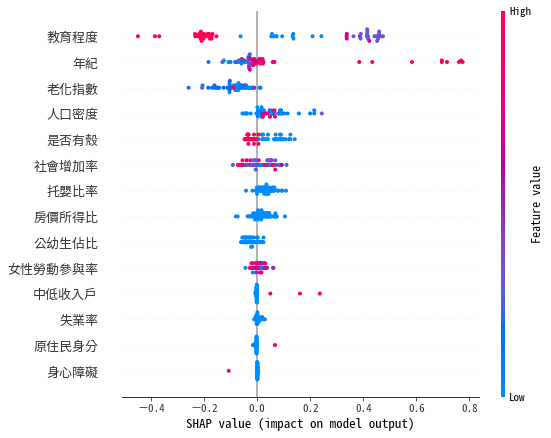 High
教育程度
年紀
老化指數
人口密度
是否有殼
社會增加率
托嬰比率
房價所得比
公幼生佔比
女性勞動參與率
中低收入戶
失業率
原住民身分
身心障礙
Feature value
Low
−0.4 −0.2 0.0 0.2 0.4 0.6 0.8
SHAP value (impact on model output)